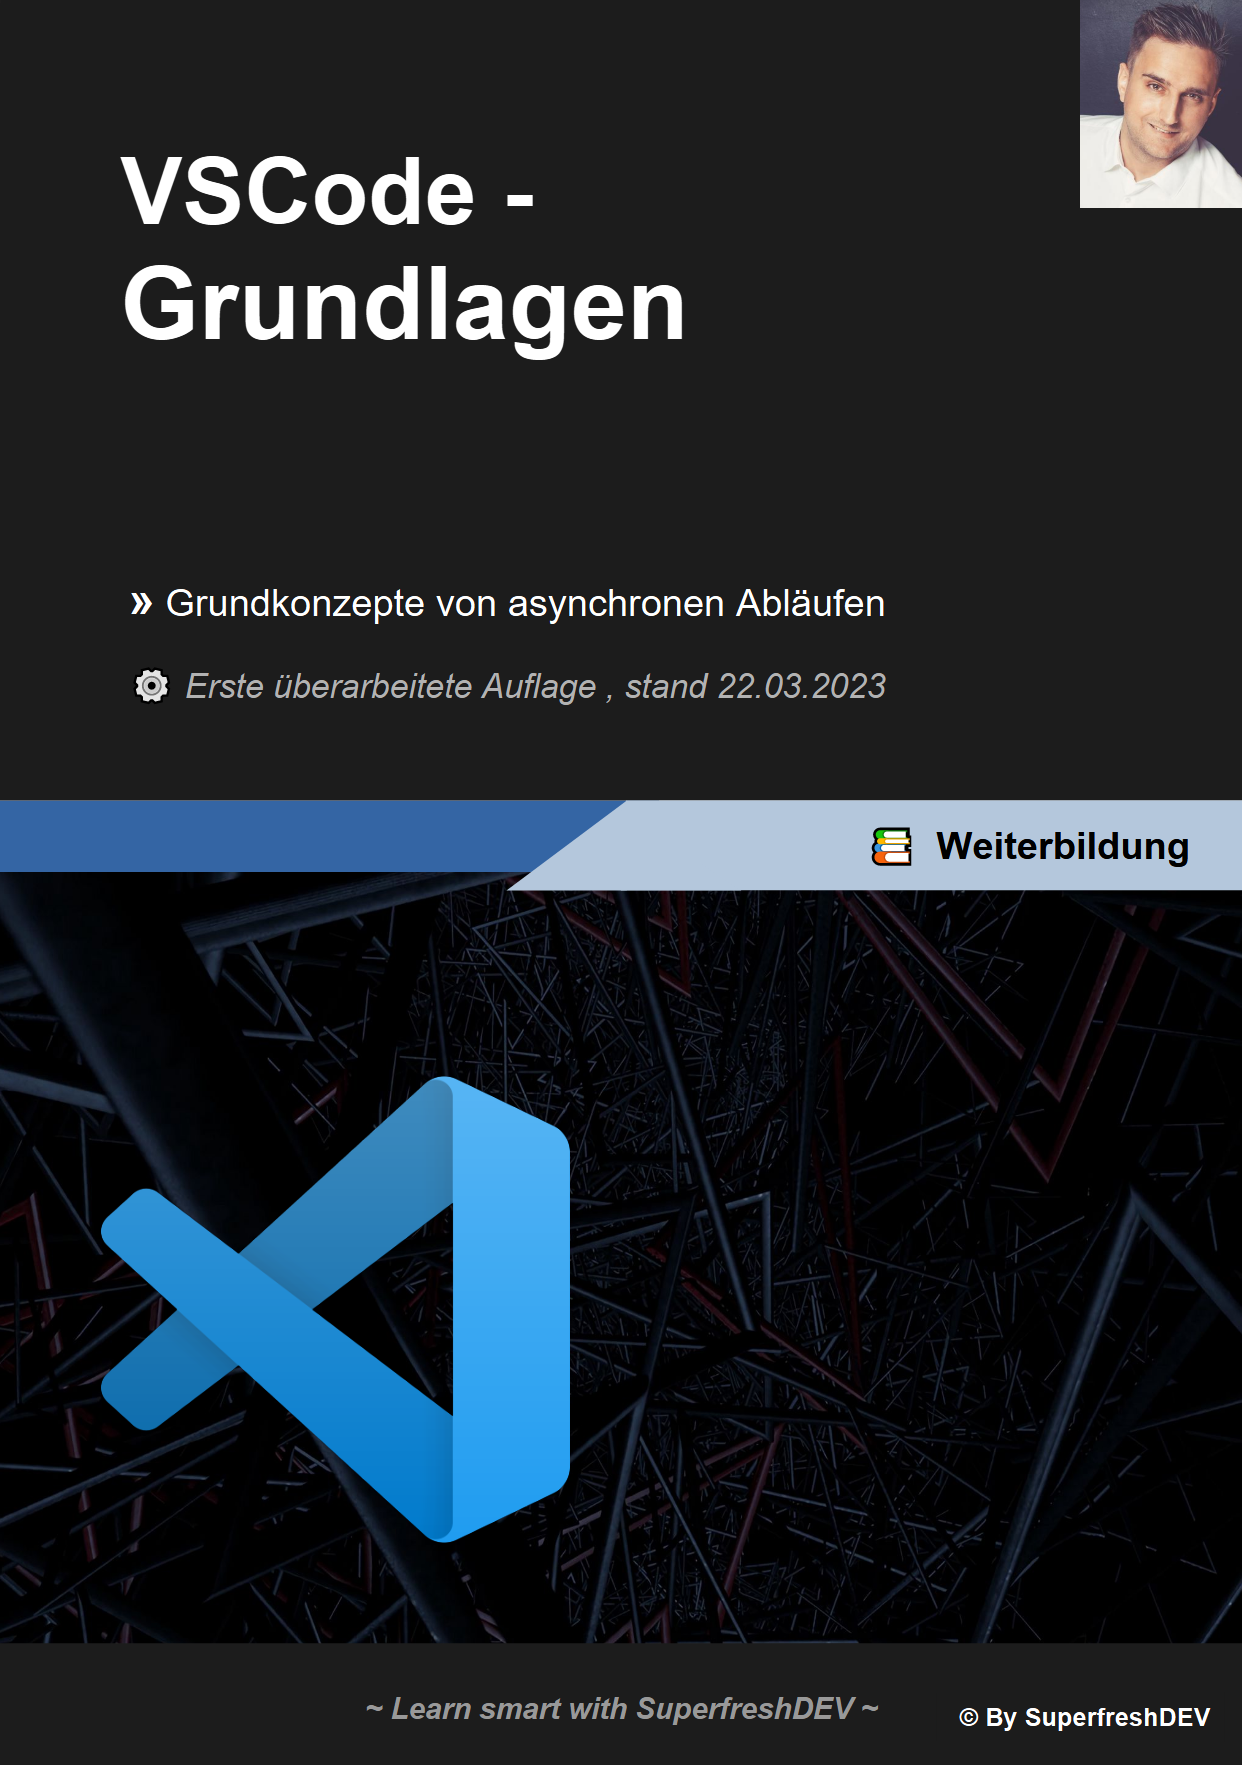 VSCode -
Grundlagen
» Grundkonzepte von asynchronen Abläufen
Erste überarbeitete Auflage , stand 22.03.2023
Weiterbildung
~ Learn smart with SuperfreshDEV ~
© By SuperfreshDEV